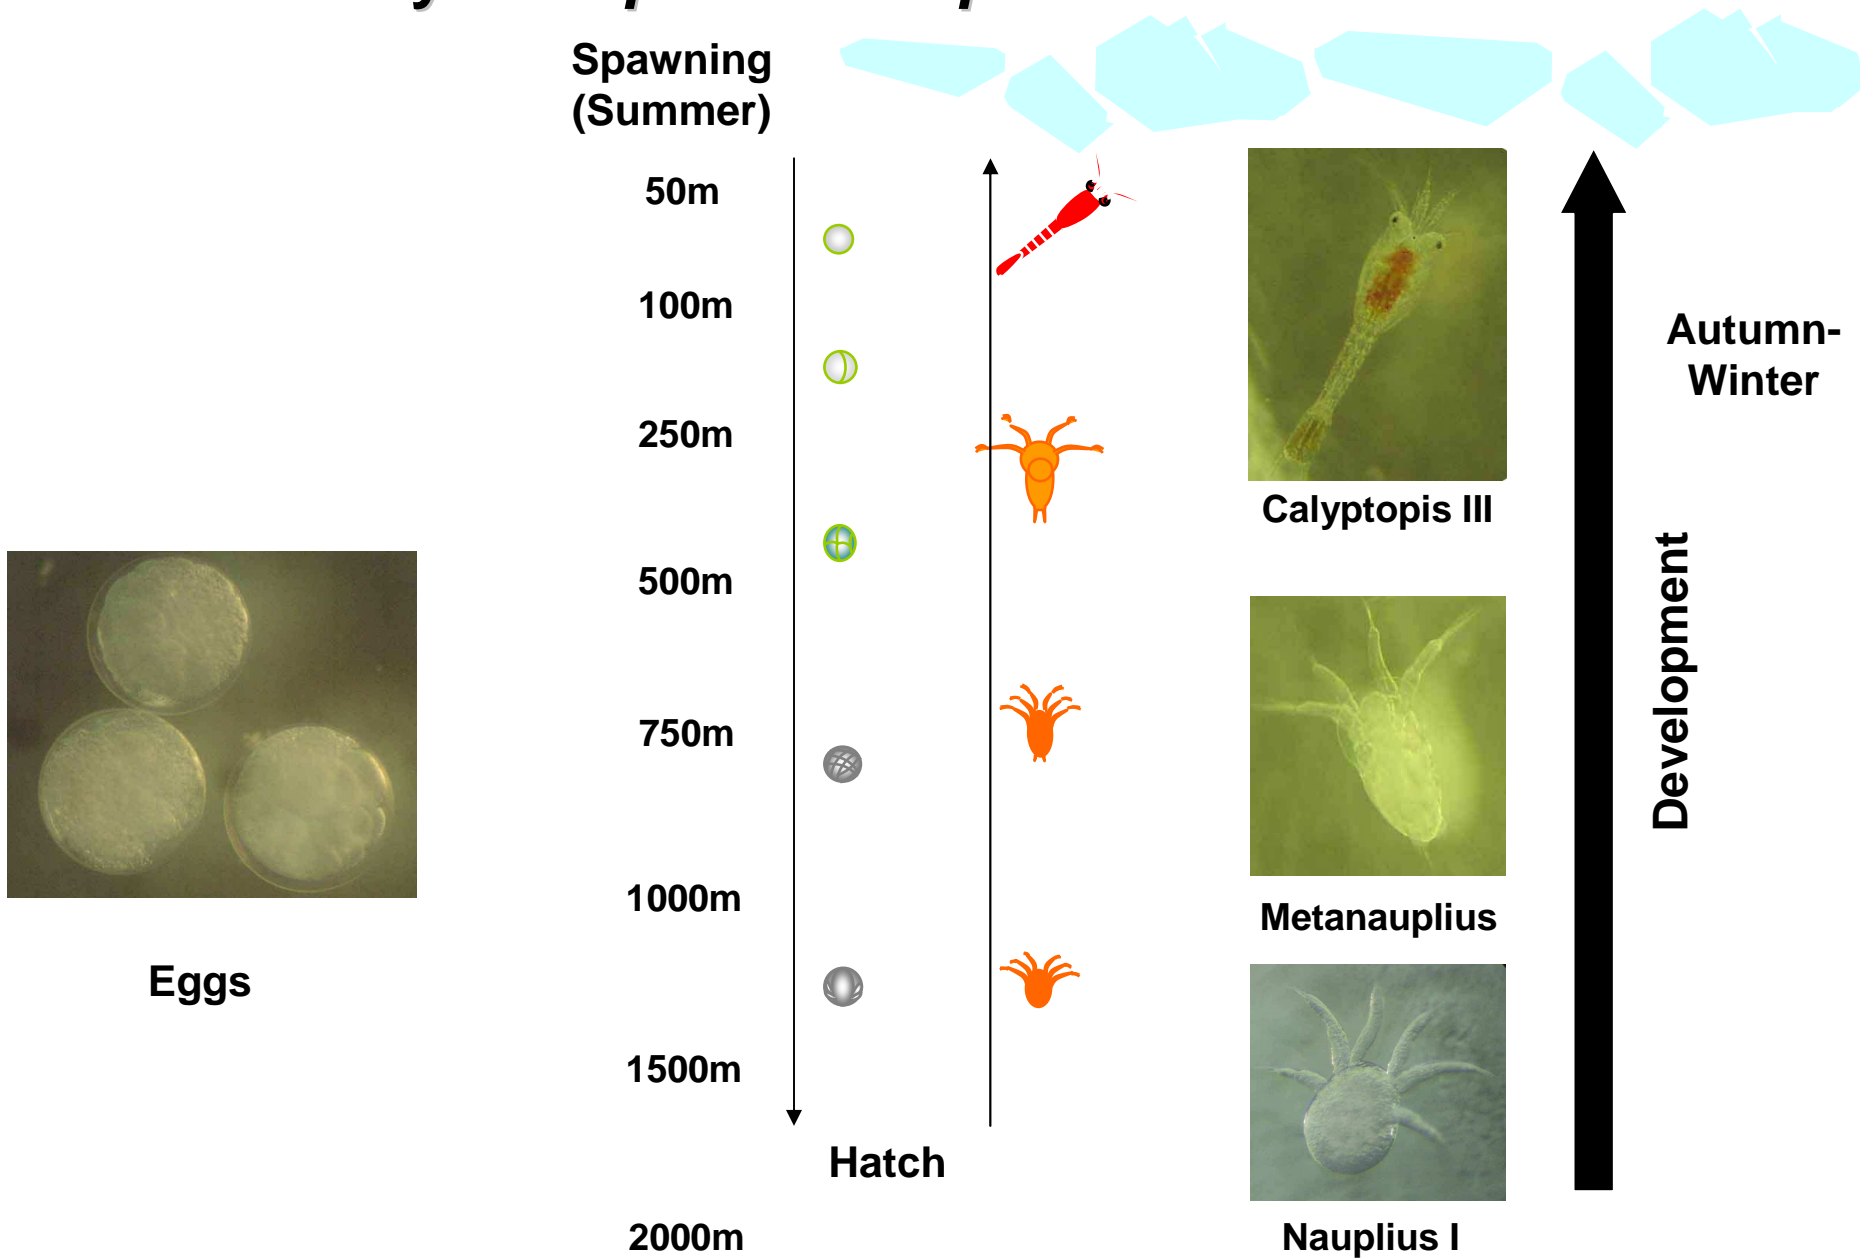 Spawning
(Summer)
50m
100m
250m
500m
750m
1000m
1500m
2000m
Hatch
Eggs
Calyptopis III
Metanauplius
Nauplius I
Development
Autumn-
Winter